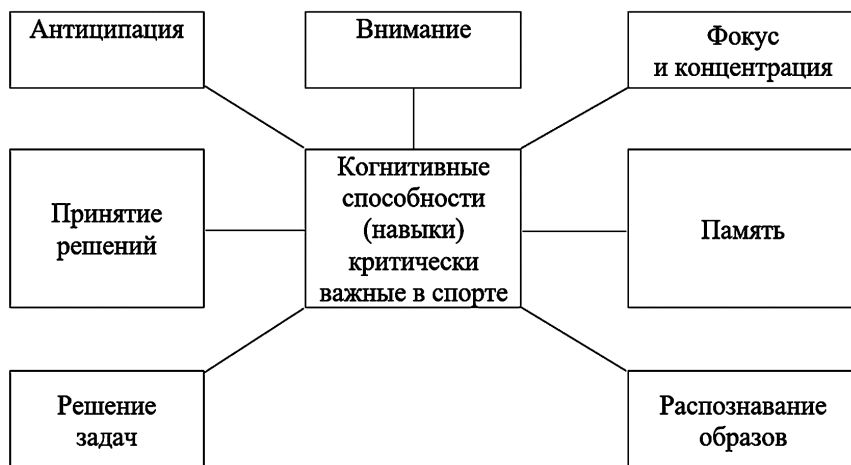 Антиципация
Внимание
Фокус
и концентрация
Принятие
решений
Когнитивные
способности
(навыки)
критически
важные в спорте
Память
Решение
задач
Распознавание
образов